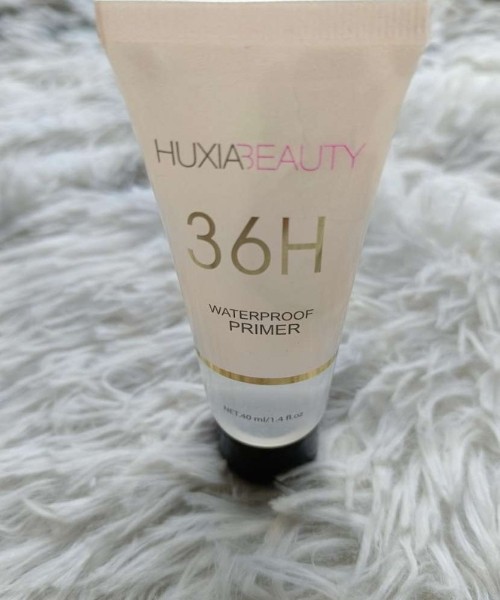 HUXIABEAUTY
36H
WATERPROOF
PRIMER
NET.40 ml/1.4 fl.oz